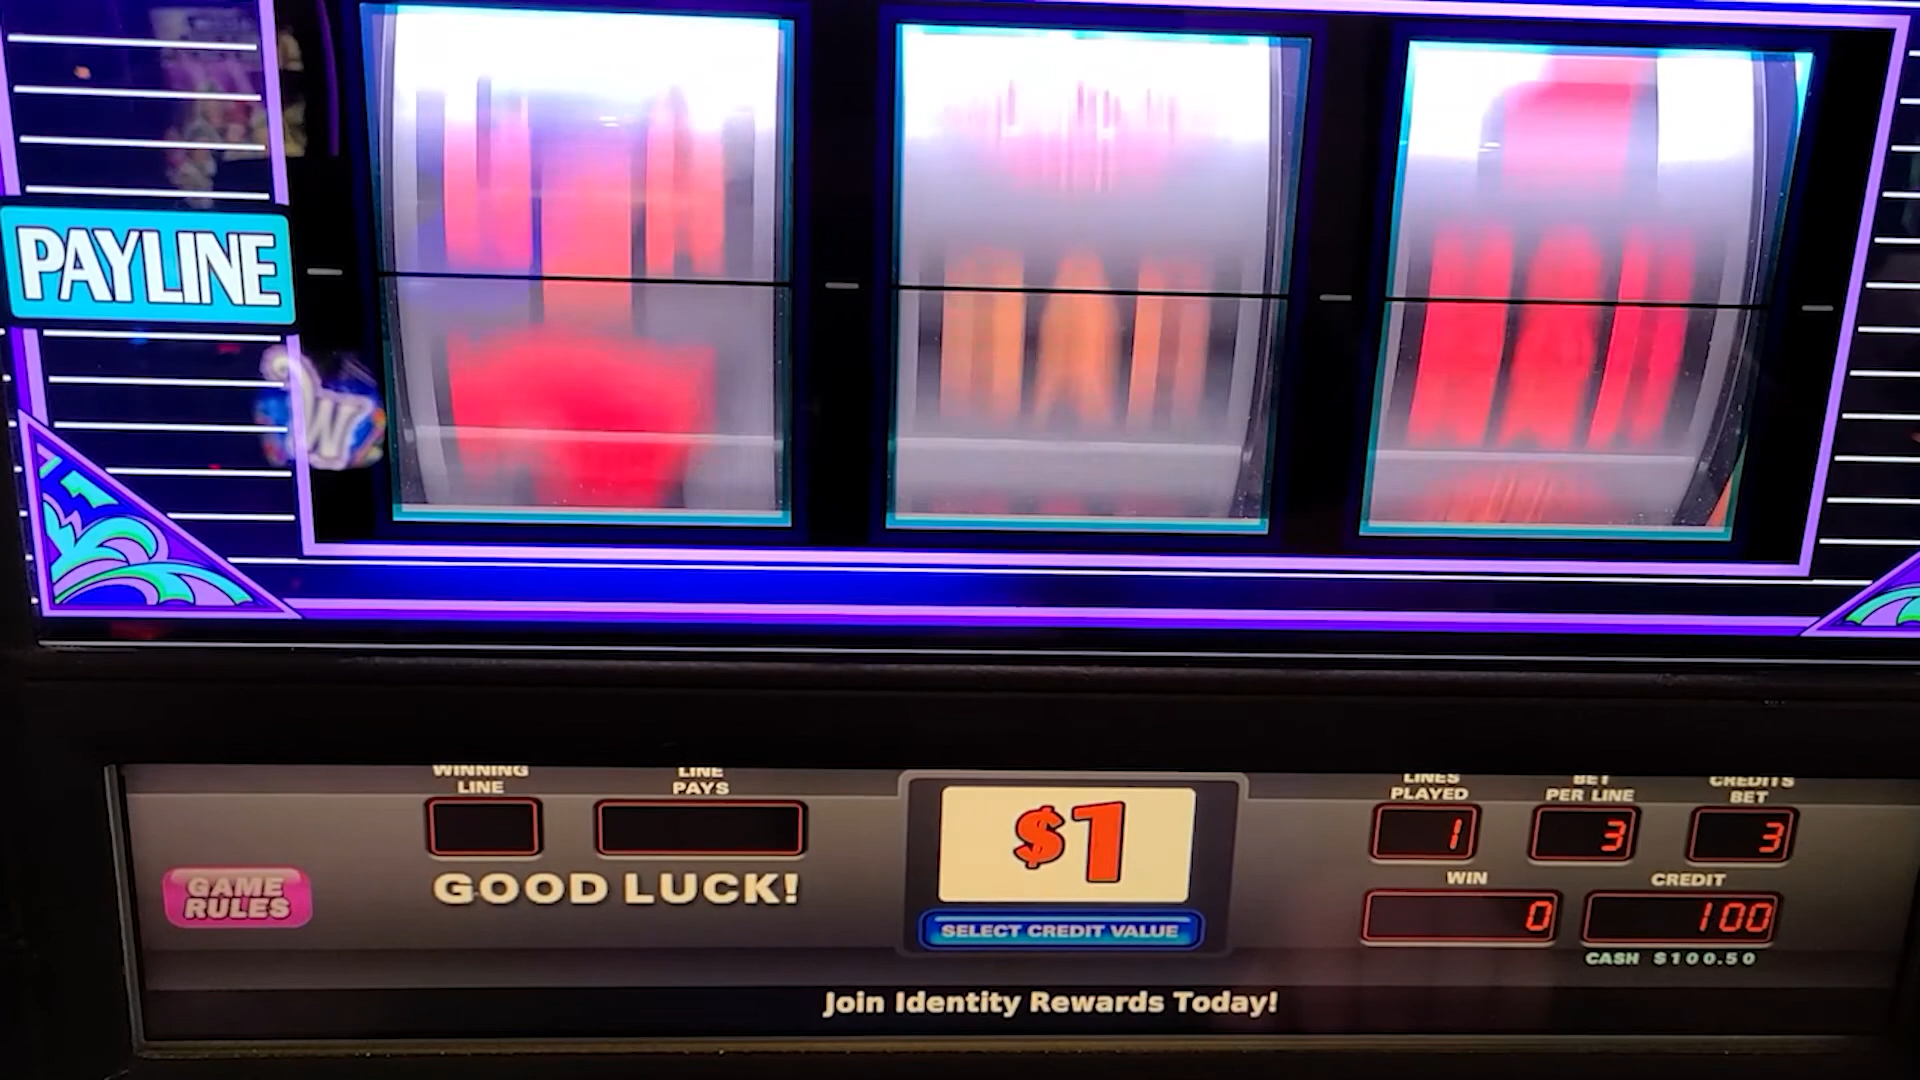 PAYLINE
W
WINNING
LINE
LINE
PAYS
GOOD LUCK!
GAME
RULES
$1
SELECT CREDIT VALUE
LINES
PLAYED
1
BET
PER LINE
3
CREDITS
BET
3
WIN
0
CREDIT
100
CASH $100.50
Join Identity Rewards Today!